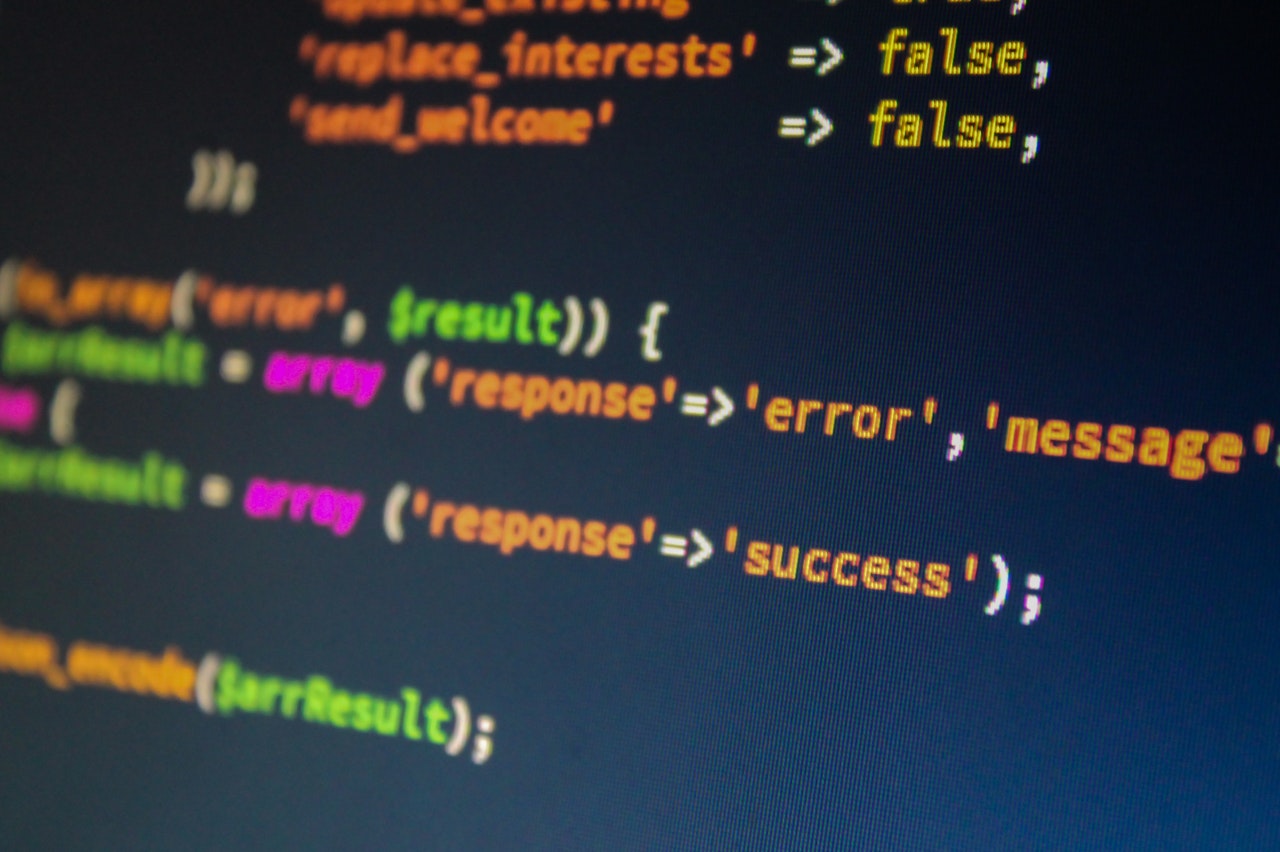 'update_existing' => true,
'replace_interests' => false,
'send_welcome' => false,
));
(in_array('error', $result)) {
$arrResult = array ('response'=>'error','message'=
se {
$arrResult = array ('response'=>'success');
json_encode($arrResult);